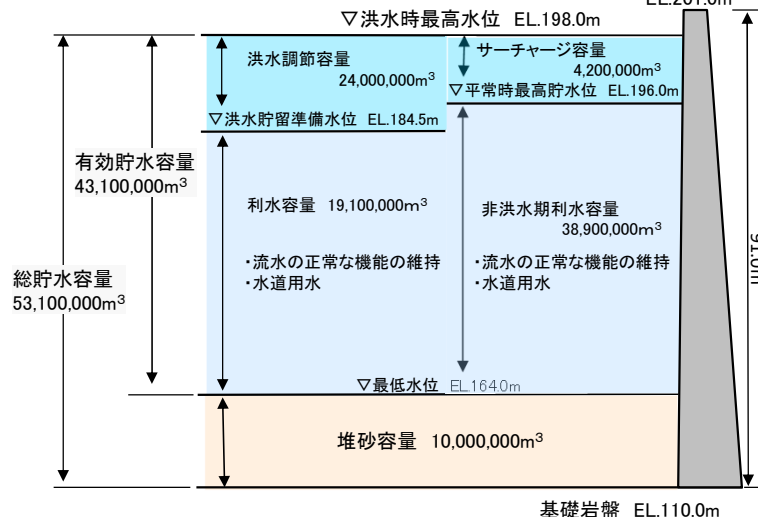 EL.201.0m
▽洪水時最高水位 EL.198.0m
洪水調節容量
24,000,000m³
サーチャージ容量
4,200,000m³
▽平常時最高貯水位 EL.196.0m
▽洪水貯留準備水位 EL.184.5m
有効貯水容量
43,100,000m³
利水容量 19,100,000m³
非洪水期利水容量
38,900,000m³
・流水の正常な機能の維持
・水道用水
・流水の正常な機能の維持
・水道用水
総貯水容量
53,100,000m³
91.0m
▽最低水位 EL.164.0m
堆砂容量 10,000,000m³
基礎岩盤 EL.110.0m